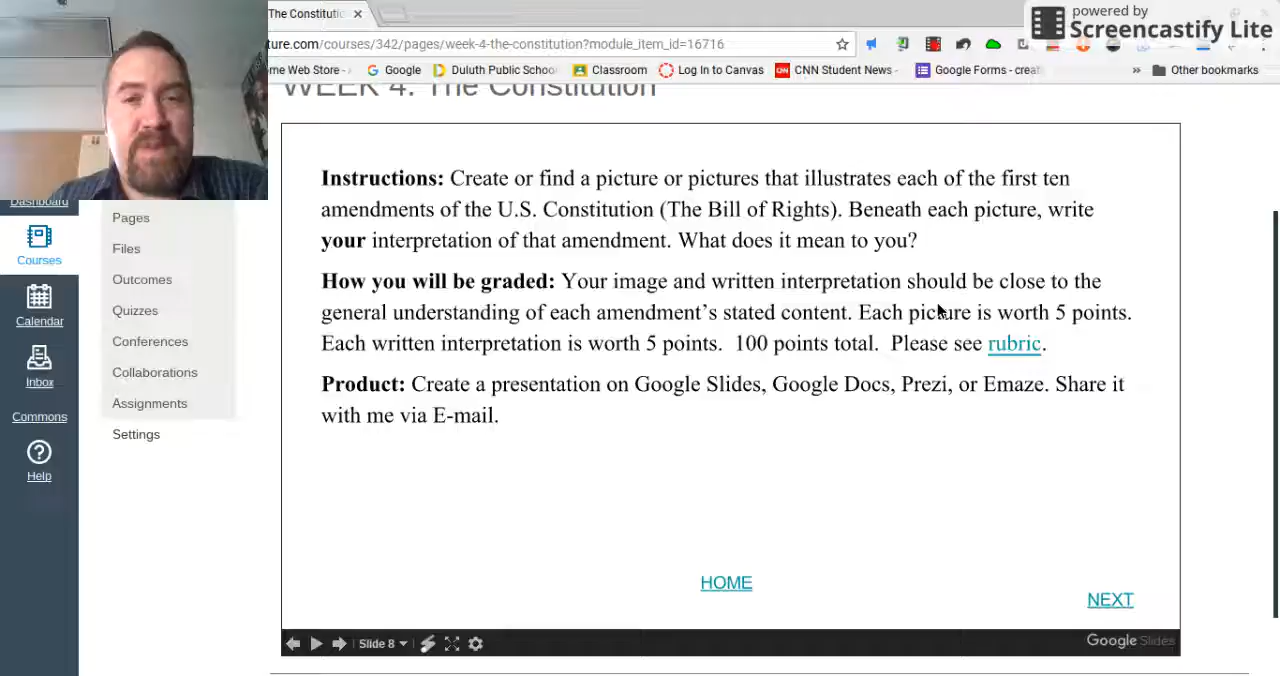 The Constitutio
powered by
Screencastify Lite
ture.com/courses/342/pages/week-4-the-constitution?module_item_id=16716
me Web Store -
Google
Duluth Public Schoo
Classroom
Log In to Canvas
CNN Student News -
Google Forms - creat
»
Other bookmarks
WEEK 4: The Constitution
Instructions: Create or find a picture or pictures that illustrates each of the first ten
amendments of the U.S. Constitution (The Bill of Rights). Beneath each picture, write
your interpretation of that amendment. What does it mean to you?
How you will be graded: Your image and written interpretation should be close to the
general understanding of each amendment's stated content. Each picture is worth 5 points.
Each written interpretation is worth 5 points. 100 points total. Please see rubric.
Product: Create a presentation on Google Slides, Google Docs, Prezi, or Emaze. Share it
with me via E-mail.
HOME
NEXT
Slide 8
Google Slides
Dashboard
Courses
Calendar
Inbox
Commons
Help
Pages
Files
Outcomes
Quizzes
Conferences
Collaborations
Assignments
Settings